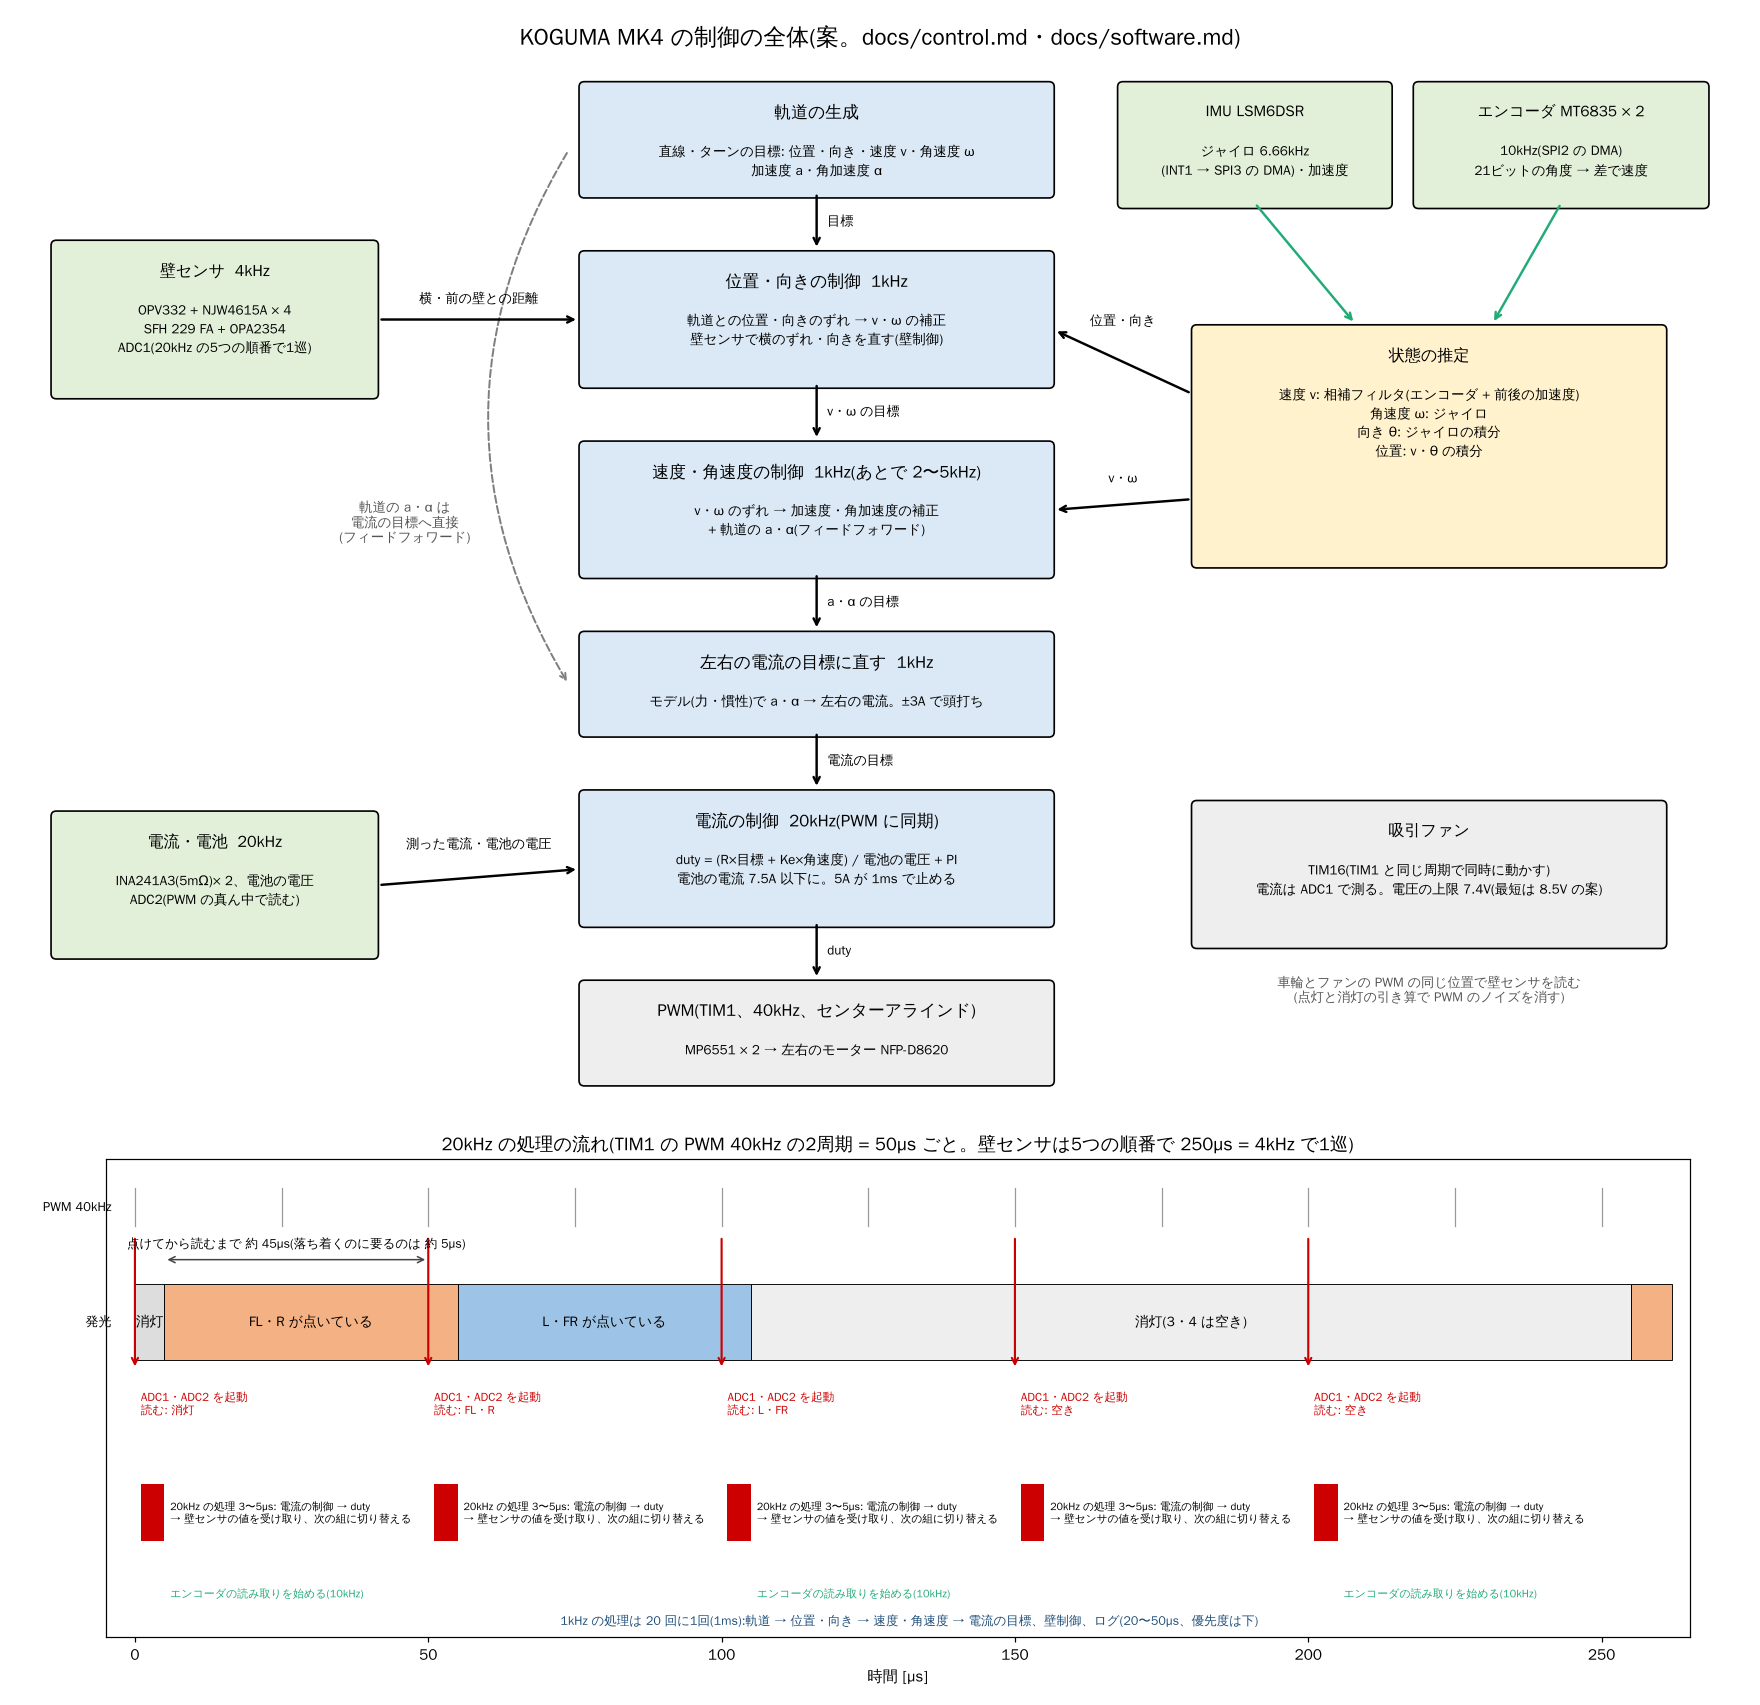 KOGUMA MK4 の制御の全体(案。docs/control.md・docs/software.md)
軌道の生成
直線・ターンの目標: 位置・向き・速度 v・角速度 ω
加速度 a・角加速度 α
IMU LSM6DSR
ジャイロ 6.66kHz
(INT1 → SPI3 の DMA)・加速度
エンコーダ MT6835 × 2
10kHz(SPI2 の DMA)
21ビットの角度 → 差で速度
目標
壁センサ 4kHz
OPV332 + NJW4615A × 4
SFH 229 FA + OPA2354
ADC1(20kHz の5つの順番で1巡)
横・前の壁との距離
位置・向きの制御 1kHz
軌道との位置・向きのずれ → v・ω の補正
壁センサで横のずれ・向きを直す(壁制御)
位置・向き
状態の推定
速度 v: 相補フィルタ(エンコーダ + 前後の加速度)
角速度 ω: ジャイロ
向き θ: ジャイロの積分
位置: v・θ の積分
v・ω の目標
速度・角速度の制御 1kHz(あとで 2〜5kHz)
v・ω のずれ → 加速度・角加速度の補正
+ 軌道の a・α(フィードフォワード)
v・ω
軌道の a・α は
電流の目標へ直接
(フィードフォワード)
a・α の目標
左右の電流の目標に直す 1kHz
モデル(力・慣性)で a・α → 左右の電流。±3A で頭打ち
電流の目標
電流・電池 20kHz
INA241A3(5mΩ)× 2、電池の電圧
ADC2(PWM の真ん中で読む)
測った電流・電池の電圧
電流の制御 20kHz(PWM に同期)
duty = (R×目標 + Ke×角速度) / 電池の電圧 + PI
電池の電流 7.5A 以下に。5A が 1ms で止める
吸引ファン
TIM16(TIM1 と同じ周期で同時に動かす)
電流は ADC1 で測る。電圧の上限 7.4V(最短は 8.5V の案)
duty
車輪とファンの PWM の同じ位置で壁センサを読む
(点灯と消灯の引き算で PWM のノイズを消す)
PWM(TIM1、40kHz、センターアラインド)
MP6551 × 2 → 左右のモーター NFP-D8620
20kHz の処理の流れ(TIM1 の PWM 40kHz の2周期 = 50µs ごと。壁センサは5つの順番で 250µs = 4kHz で1巡)
PWM 40kHz
点けてから読むまで 約 45µs(落ち着くのに要るのは 約 5µs)
発光
消灯
FL・R が点いている
L・FR が点いている
消灯(3・4 は空き)
ADC1・ADC2 を起動
読む: 消灯
ADC1・ADC2 を起動
読む: FL・R
ADC1・ADC2 を起動
読む: L・FR
ADC1・ADC2 を起動
読む: 空き
ADC1・ADC2 を起動
読む: 空き
20kHz の処理 3〜5µs: 電流の制御 → duty
→ 壁センサの値を受け取り、次の組に切り替える
20kHz の処理 3〜5µs: 電流の制御 → duty
→ 壁センサの値を受け取り、次の組に切り替える
20kHz の処理 3〜5µs: 電流の制御 → duty
→ 壁センサの値を受け取り、次の組に切り替える
20kHz の処理 3〜5µs: 電流の制御 → duty
→ 壁センサの値を受け取り、次の組に切り替える
20kHz の処理 3〜5µs: 電流の制御 → duty
→ 壁センサの値を受け取り、次の組に切り替える
エンコーダの読み取りを始める(10kHz)
エンコーダの読み取りを始める(10kHz)
エンコーダの読み取りを始める(10kHz)
1kHz の処理は 20 回に1回(1ms):軌道 → 位置・向き → 速度・角速度 → 電流の目標、壁制御、ログ(20〜50µs、優先度は下)
0
50
100
150
200
250
時間 [µs]